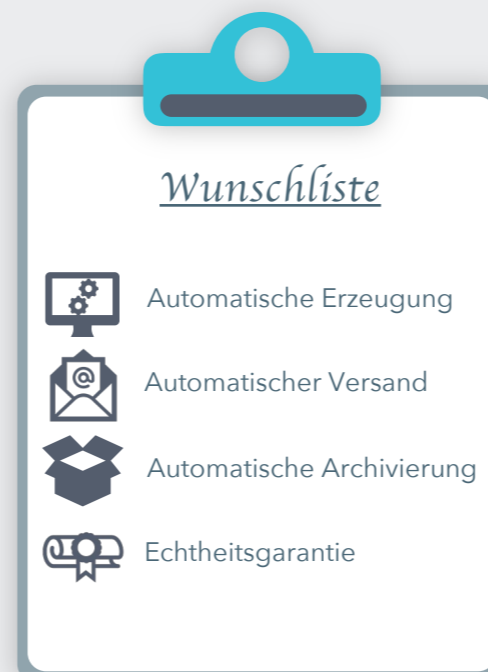 Wunschliste
Automatische Erzeugung
@
Automatischer Versand
Automatische Archivierung
Echtheitsgarantie